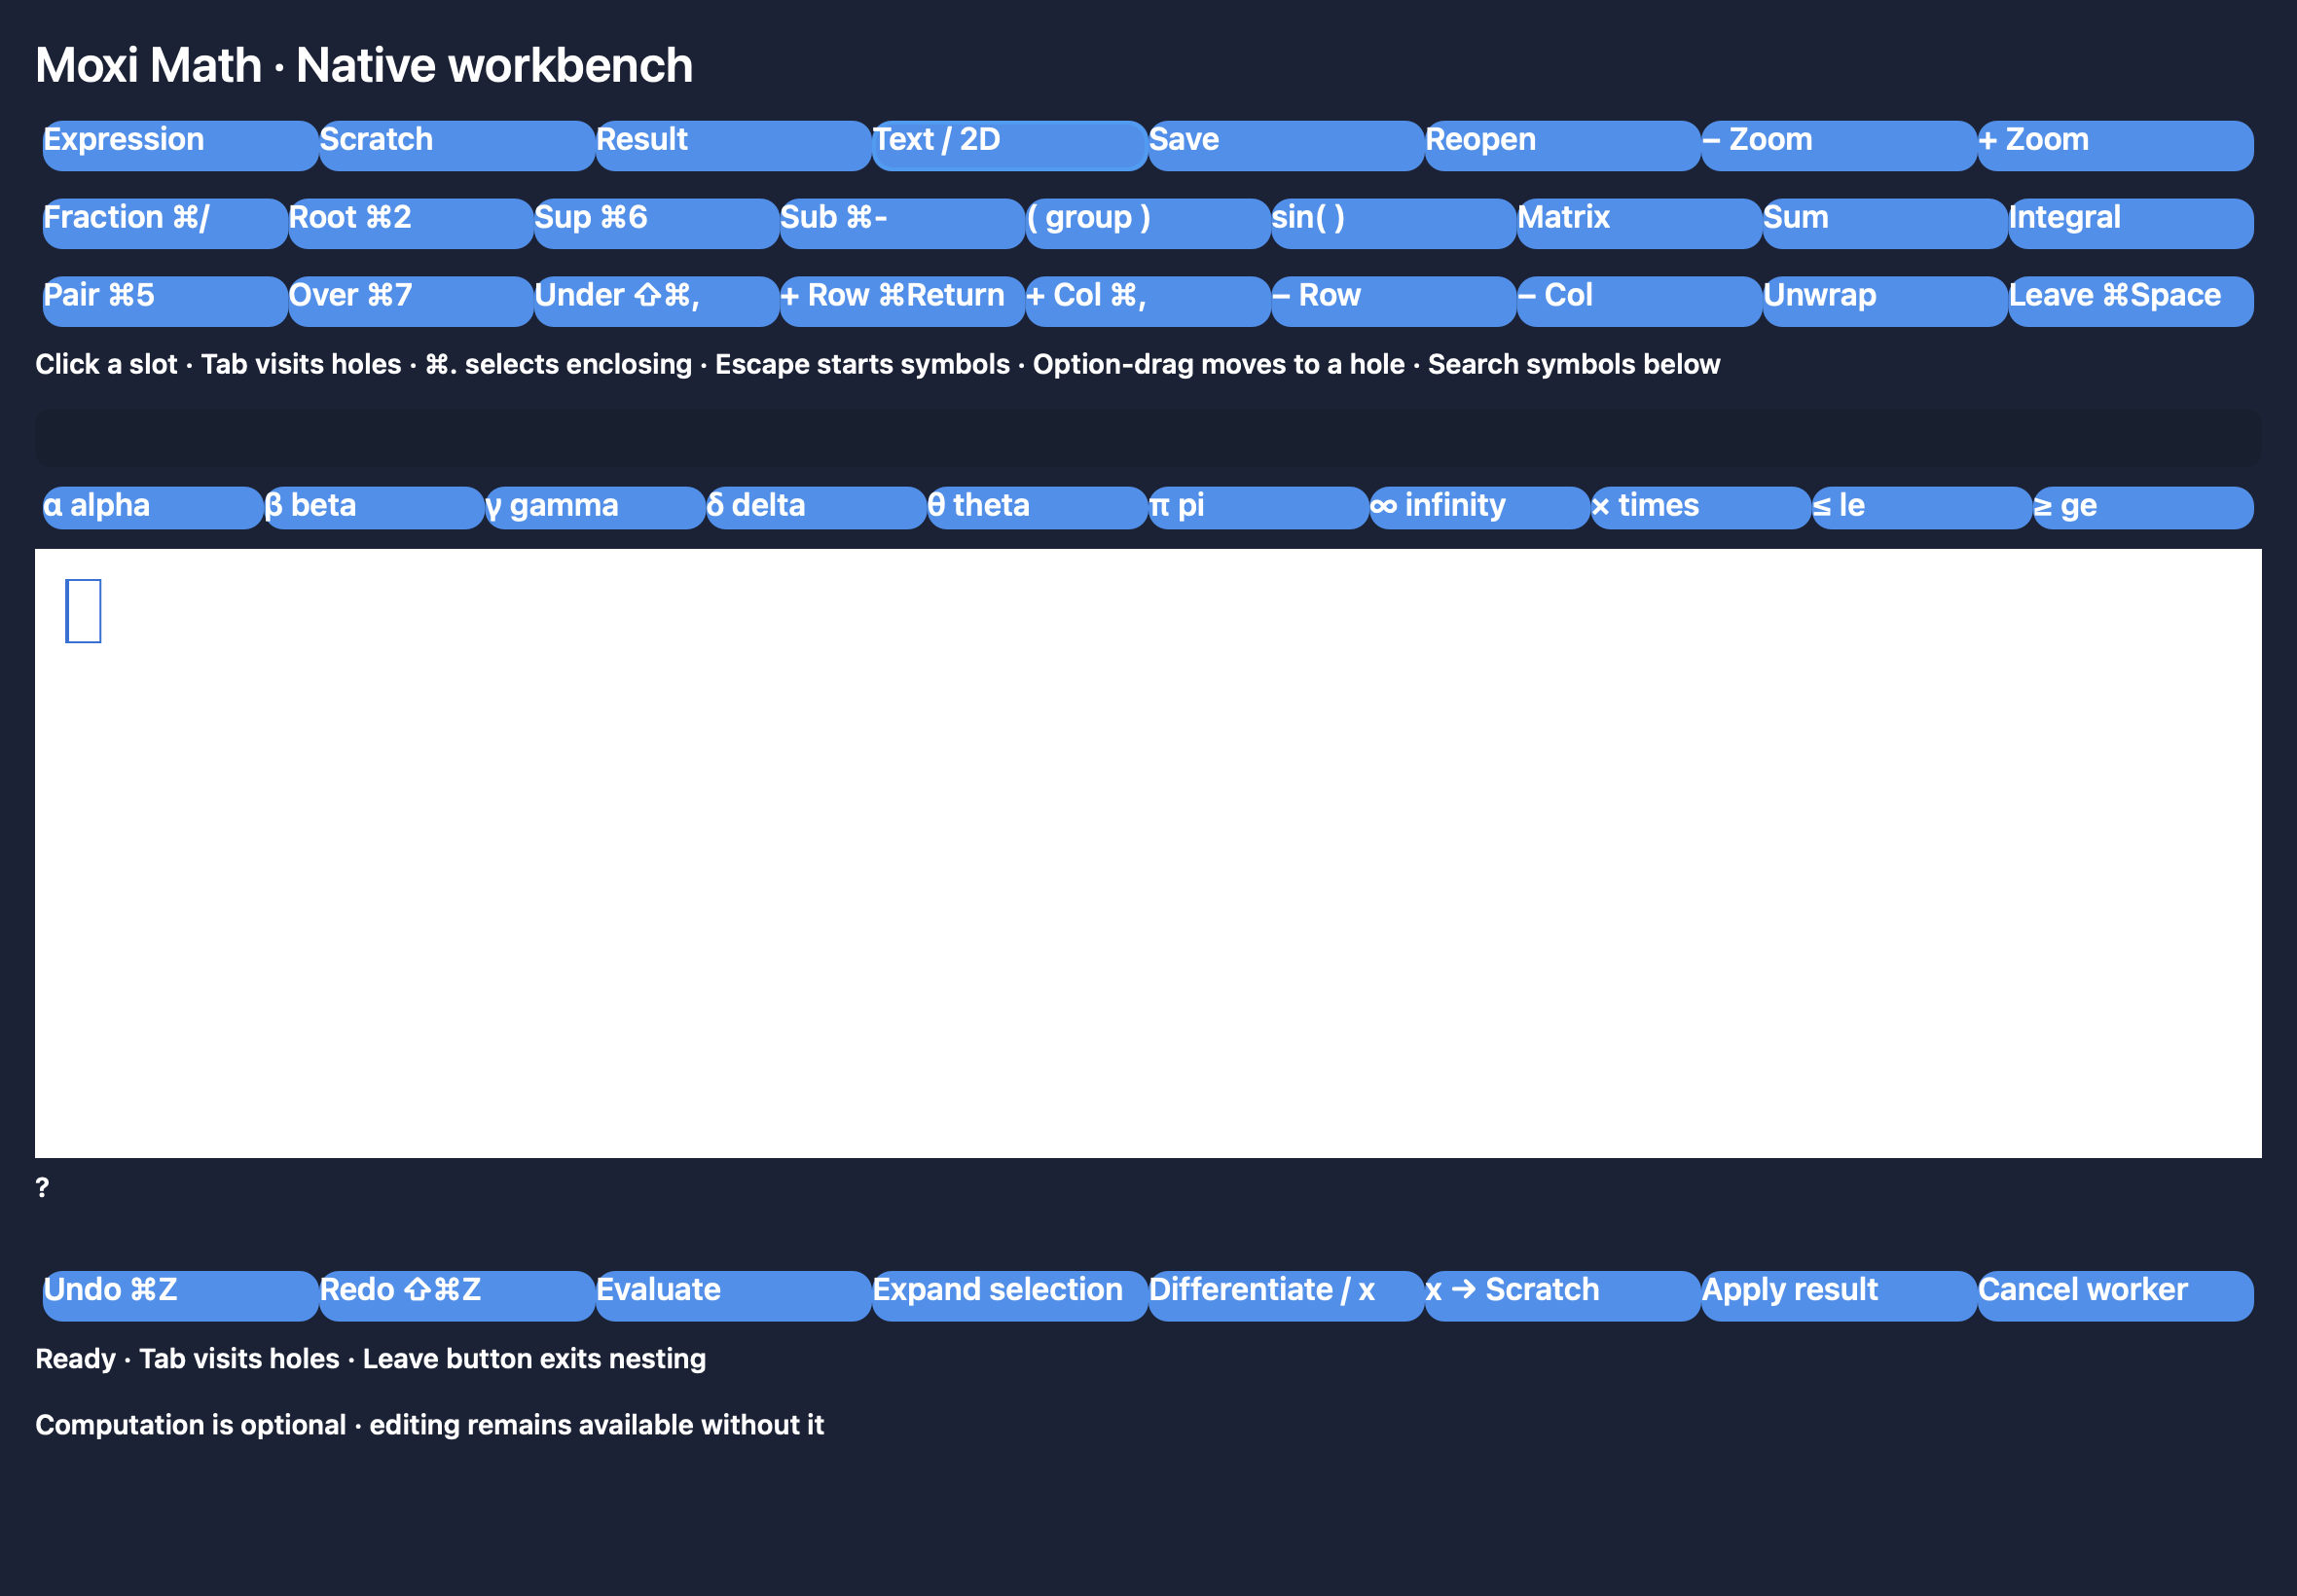 Moxi Math · Native workbench
Expression Scratch Result Text / 2D Save Reopen − Zoom + Zoom
Fraction ⌘/ Root ⌘2 Sup ⌘6 Sub ⌘- ( group ) sin( ) Matrix Sum Integral
Pair ⌘5 Over ⌘7 Under ⇧⌘, + Row ⌘Return + Col ⌘, − Row − Col Unwrap Leave ⌘Space
Click a slot · Tab visits holes · ⌘. selects enclosing · Escape starts symbols · Option-drag moves to a hole · Search symbols below
α alpha β beta γ gamma δ delta θ theta π pi ∞ infinity × times ≤ le ≥ ge
?
Undo ⌘Z Redo ⇧⌘Z Evaluate Expand selection Differentiate / x x → Scratch Apply result Cancel worker
Ready · Tab visits holes · Leave button exits nesting
Computation is optional · editing remains available without it